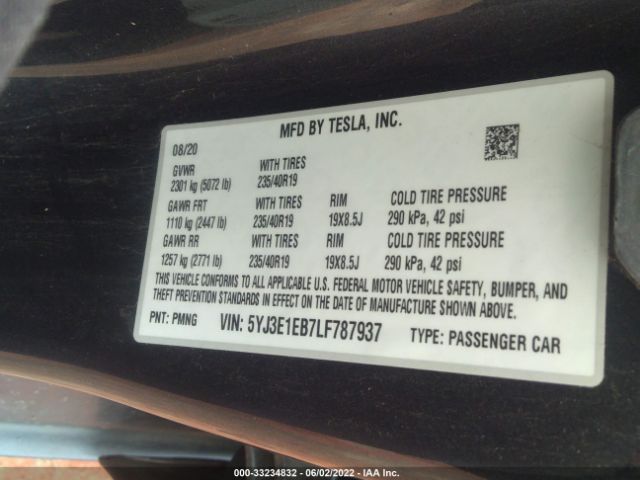 MFD BY TESLA, INC.
08/20
GVWR WITH TIRES
2301 kg (5072 lb) 235/40R19
GAWR FRT WITH TIRES RIM COLD TIRE PRESSURE
1110 kg (2447 lb) 235/40R19 19X8.5J 290 kPa, 42 psi
GAWR RR WITH TIRES RIM COLD TIRE PRESSURE
1257 kg (2771 lb) 235/40R19 19X8.5J 290 kPa, 42 psi
THIS VEHICLE CONFORMS TO ALL APPLICABLE U.S. FEDERAL MOTOR VEHICLE SAFETY, BUMPER, AND
THEFT PREVENTION STANDARDS IN EFFECT ON THE DATE OF MANUFACTURE SHOWN ABOVE.
PNT: PMNG VIN: 5YJ3E1EB7LF787937 TYPE: PASSENGER CAR
000-33234832 - 06/02/2022 - IAA Inc.